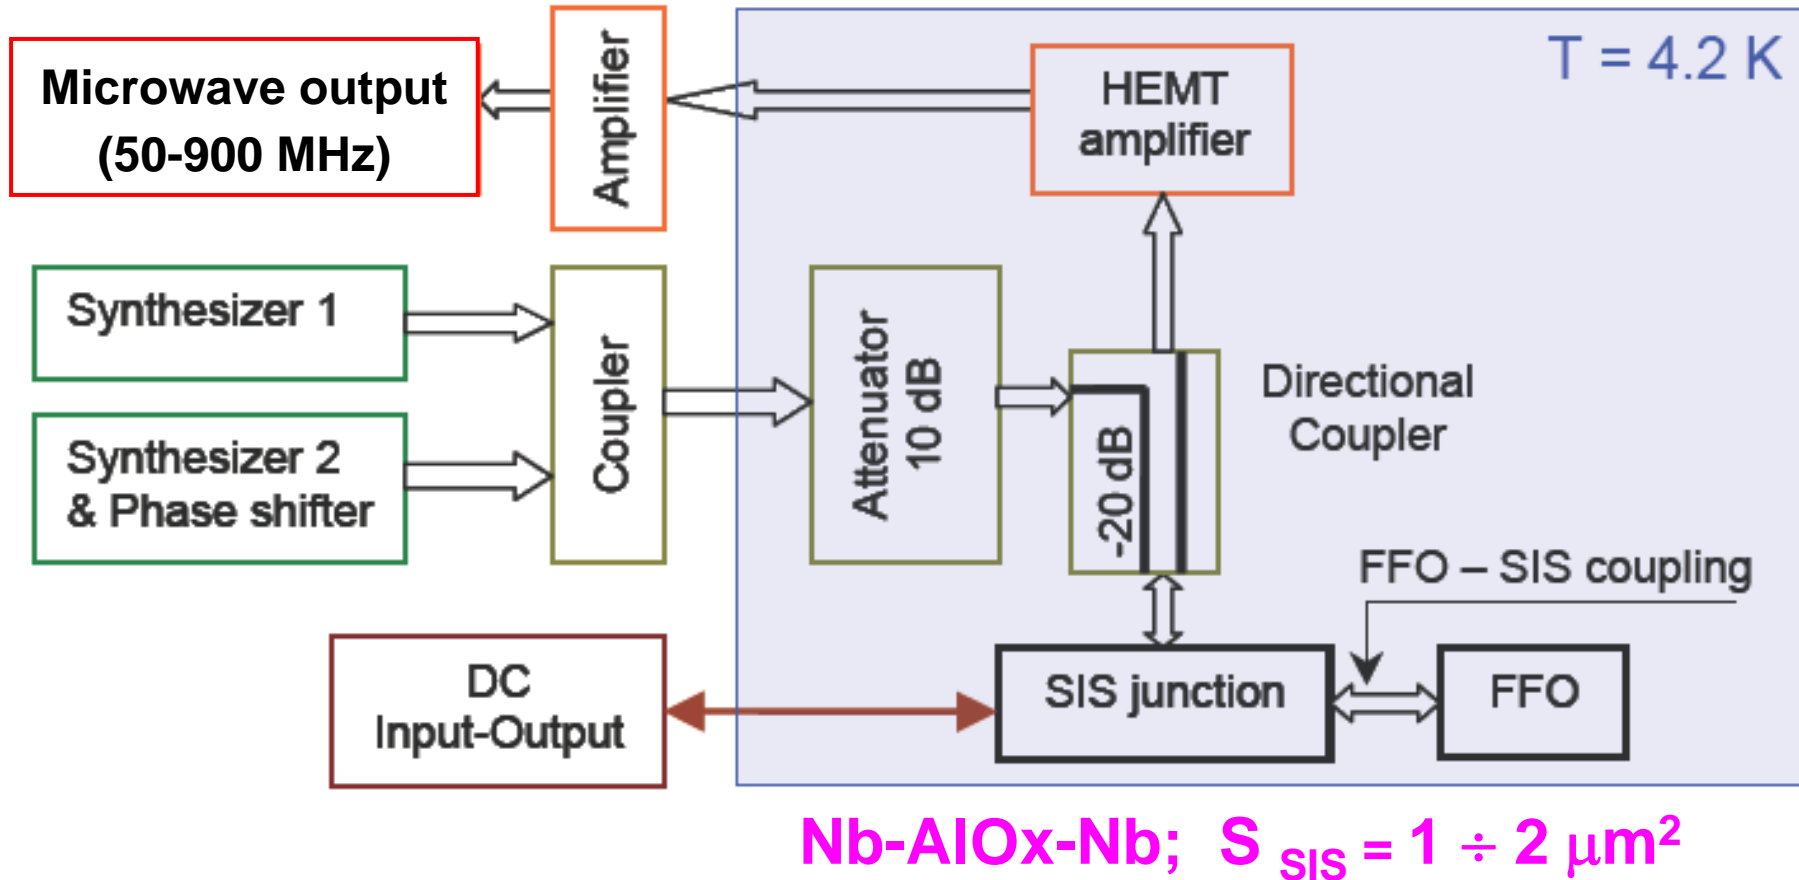 Microwave output
(50-900 MHz)
Amplifier
HEMT
amplifier
T = 4.2 K
Synthesizer 1
Synthesizer 2
& Phase shifter
Coupler
Attenuator
10 dB
-20 dB
Directional
Coupler
FFO – SIS coupling
DC
Input-Output
SIS junction
FFO
Nb-AlOx-Nb; S SIS = 1 ÷ 2 μm²